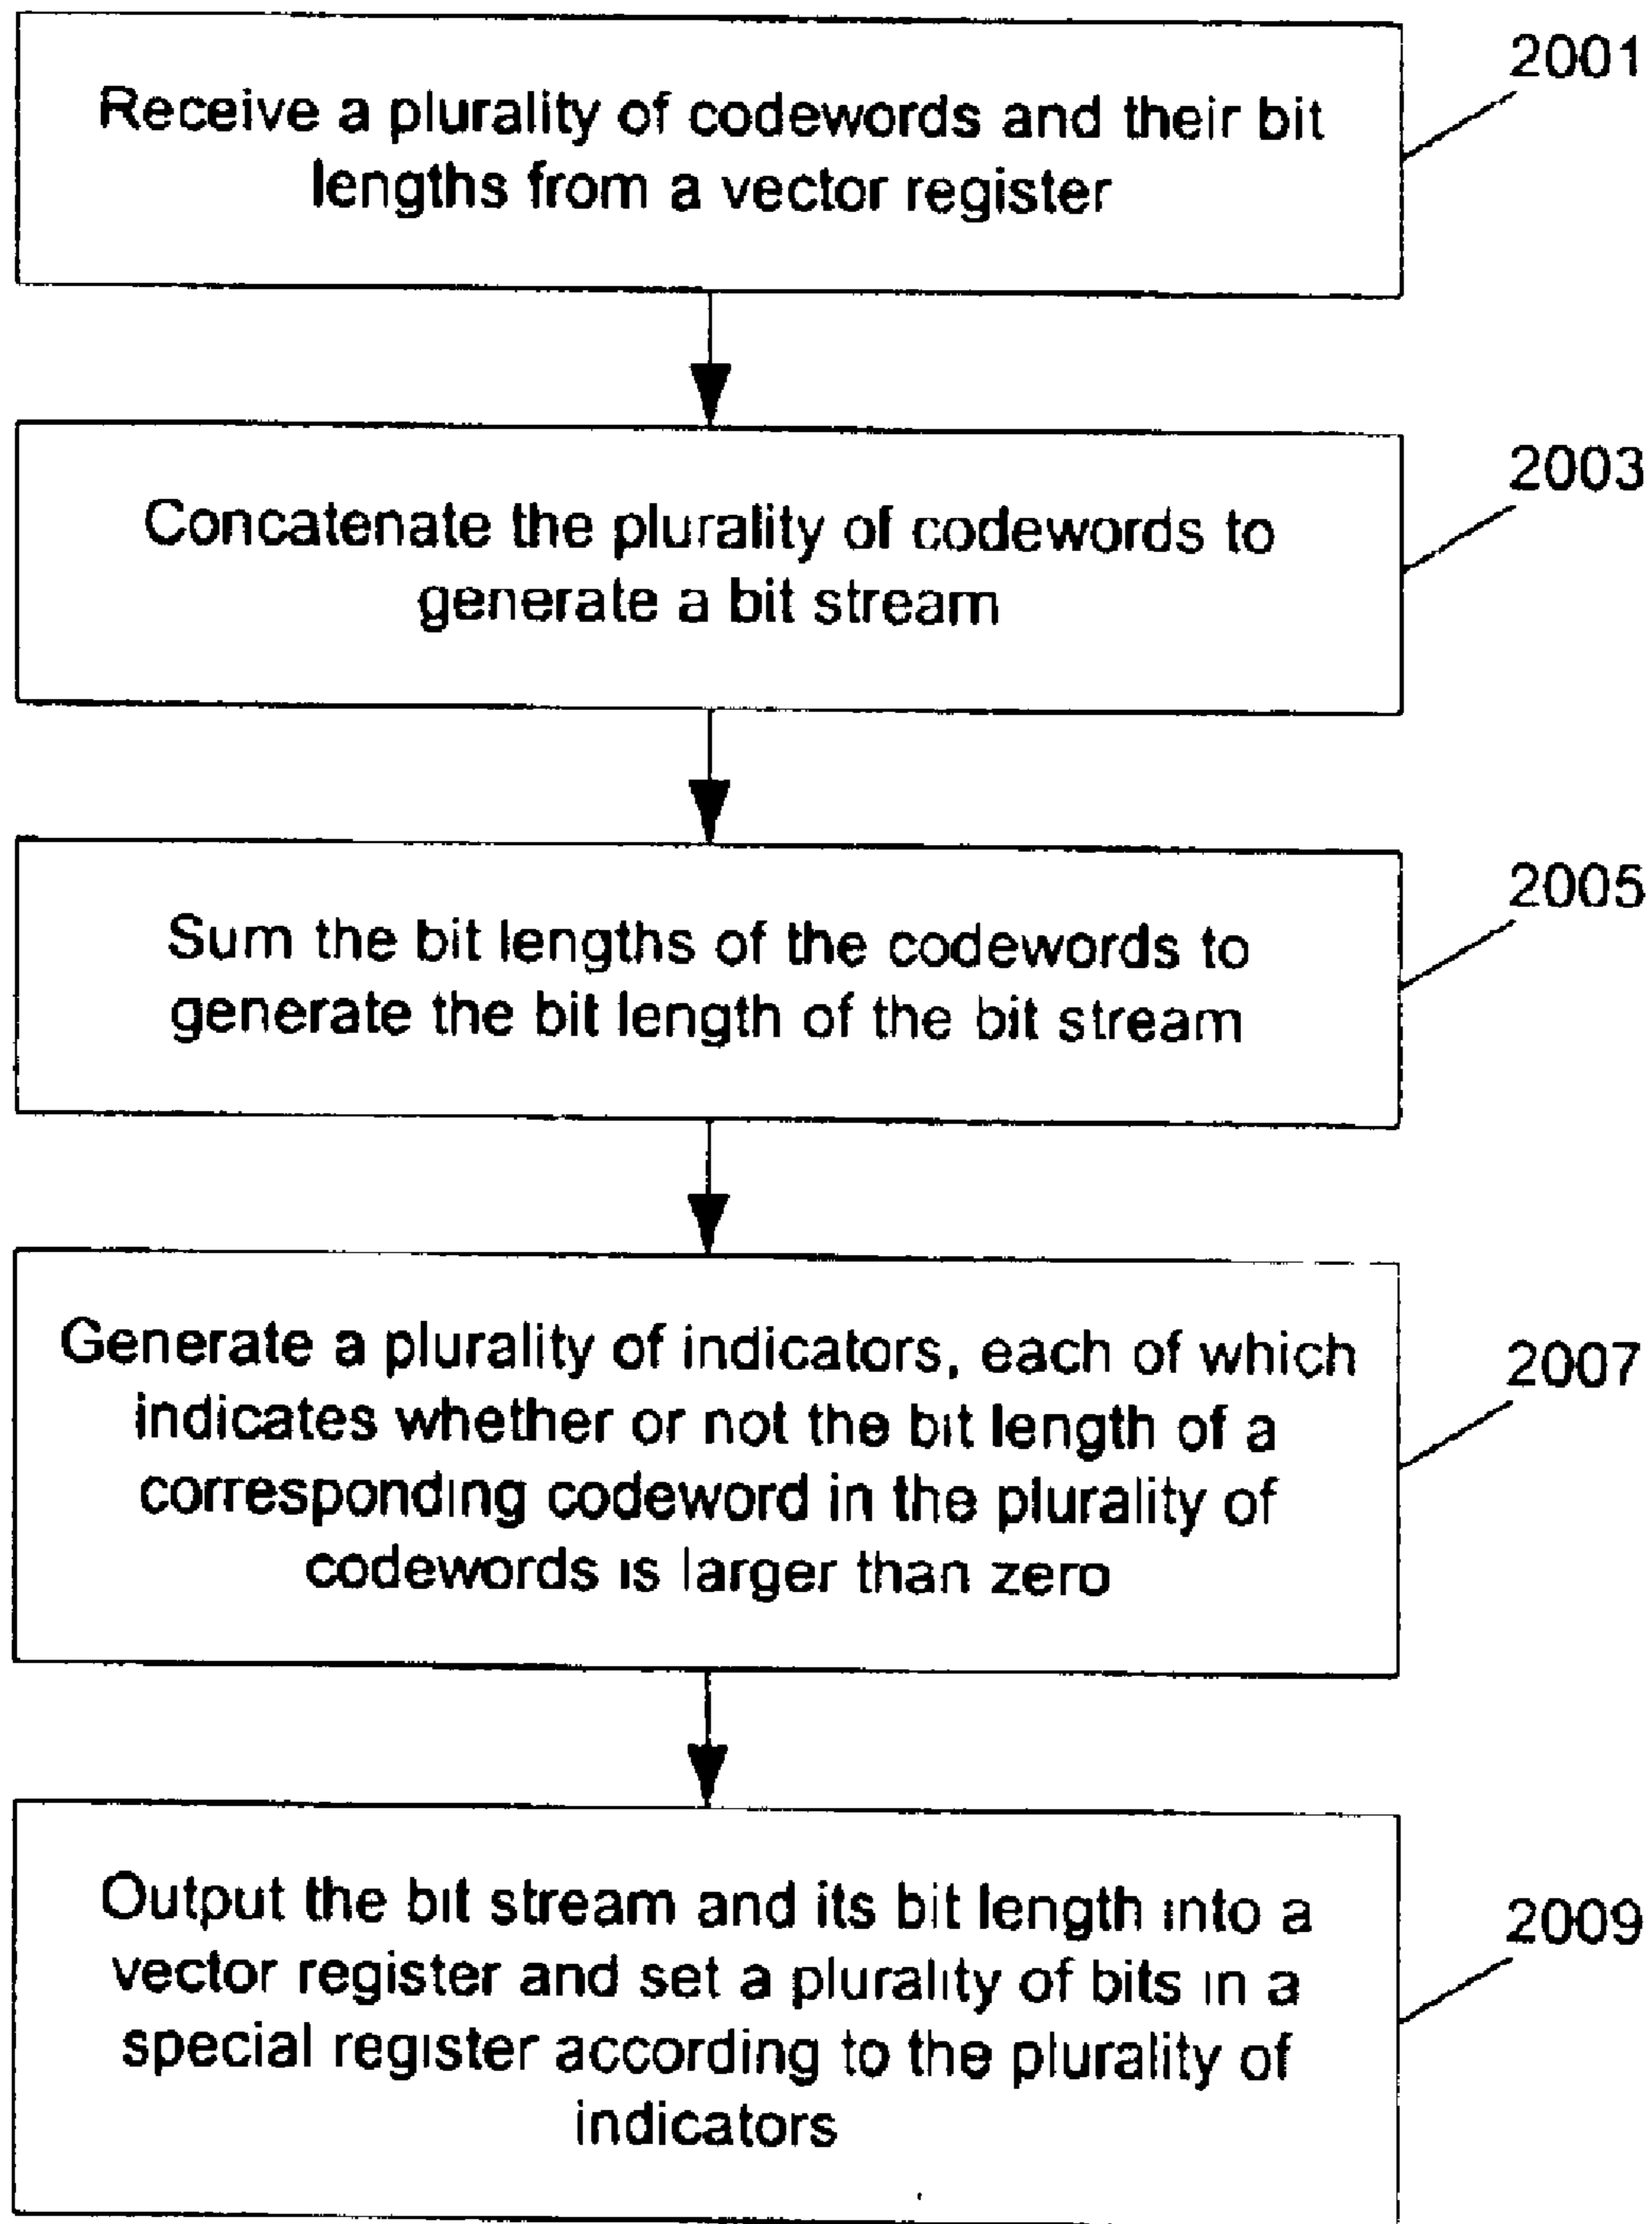 2001
Receive a plurality of codewords and their bit
lengths from a vector register
2003
Concatenate the plurality of codewords to
generate a bit stream
2005
Sum the bit lengths of the codewords to
generate the bit length of the bit stream
2007
Generate a plurality of indicators, each of which
indicates whether or not the bit length of a
corresponding codeword in the plurality of
codewords is larger than zero
2009
Output the bit stream and its bit length into a
vector register and set a plurality of bits in a
special register according to the plurality of
indicators